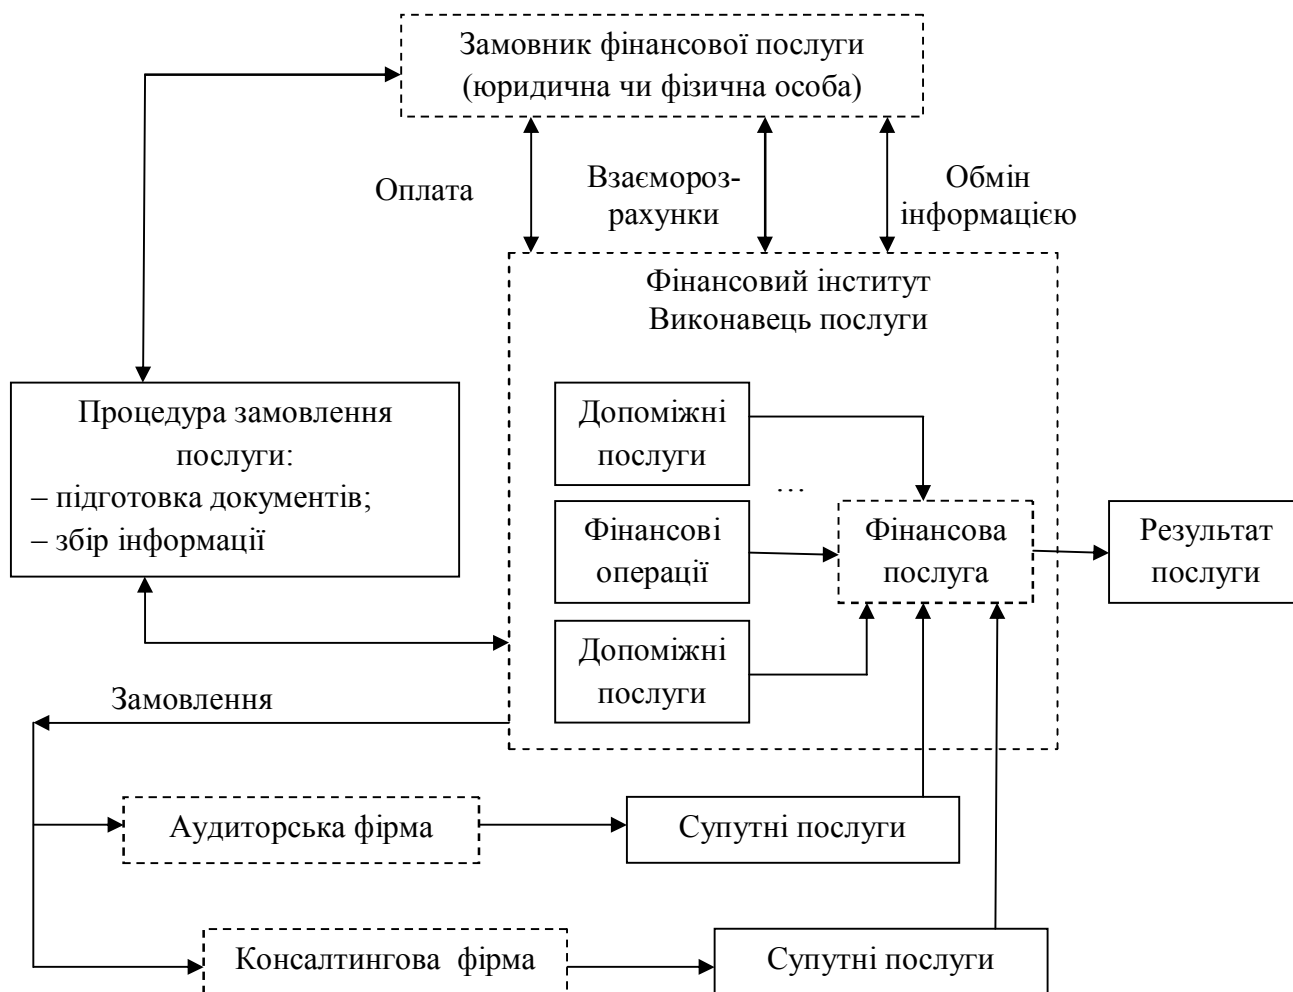 Замовник фінансової послуги
(юридична чи фізична особа)
Оплата
Взаємороз-
рахунки
Обмін
інформацією
Фінансовий інститут
Виконавець послуги
Процедура замовлення
послуги:
– підготовка документів;
– збір інформації
Допоміжні
послуги
…
Фінансові
операції
Фінансова
послуга
Результат
послуги
Допоміжні
послуги
Замовлення
Аудиторська фірма
Супутні послуги
Консалтингова фірма
Супутні послуги